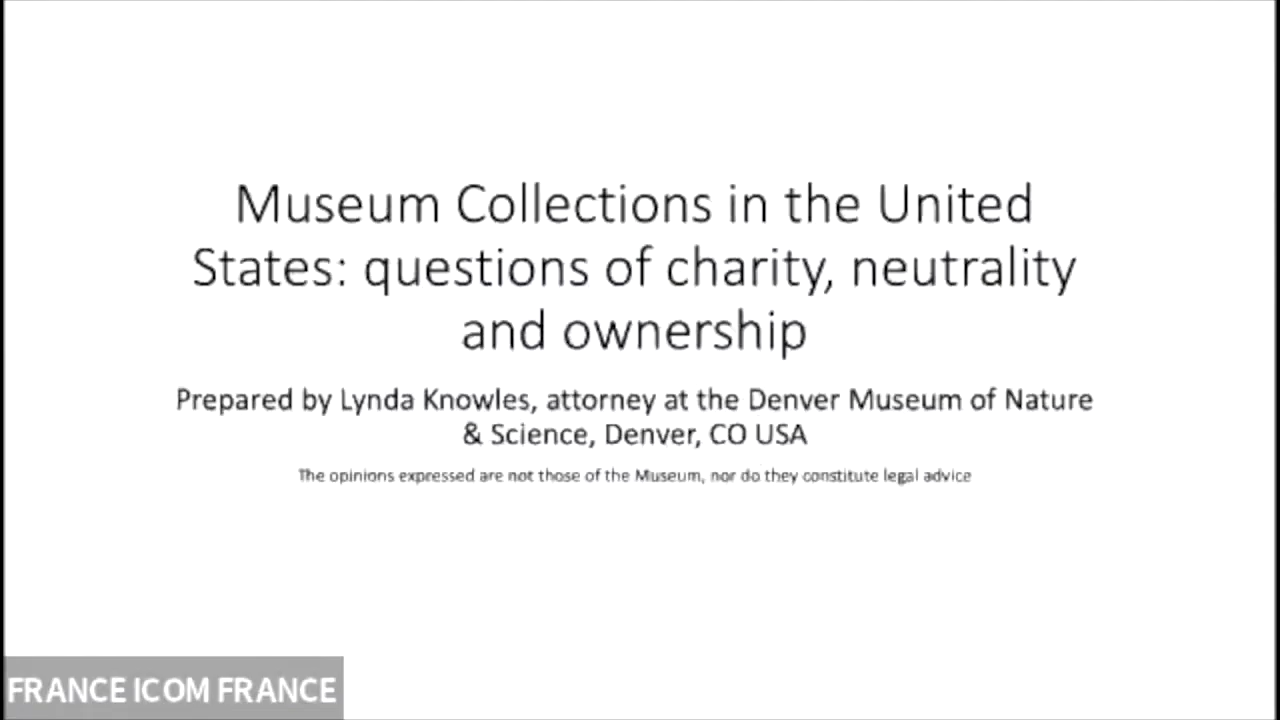 Museum Collections in the United
States: questions of charity, neutrality
and ownership
Prepared by Lynda Knowles, attorney at the Denver Museum of Nature
& Science, Denver, CO USA
The opinions expressed are not those of the Museum, nor do they constitute legal advice
FRANCE ICOM FRANCE